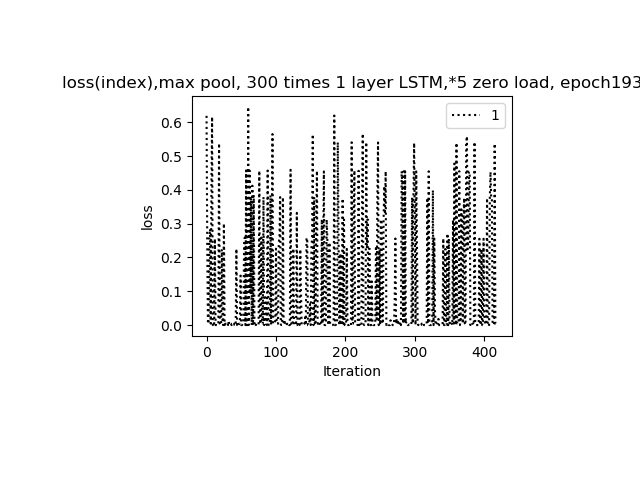 loss(index),max pool, 300 times 1 layer LSTM,*5 zero load, epoch193
1
0.6
0.5
0.4
0.3
0.2
0.1
0.0
loss
0 100 200 300 400
Iteration